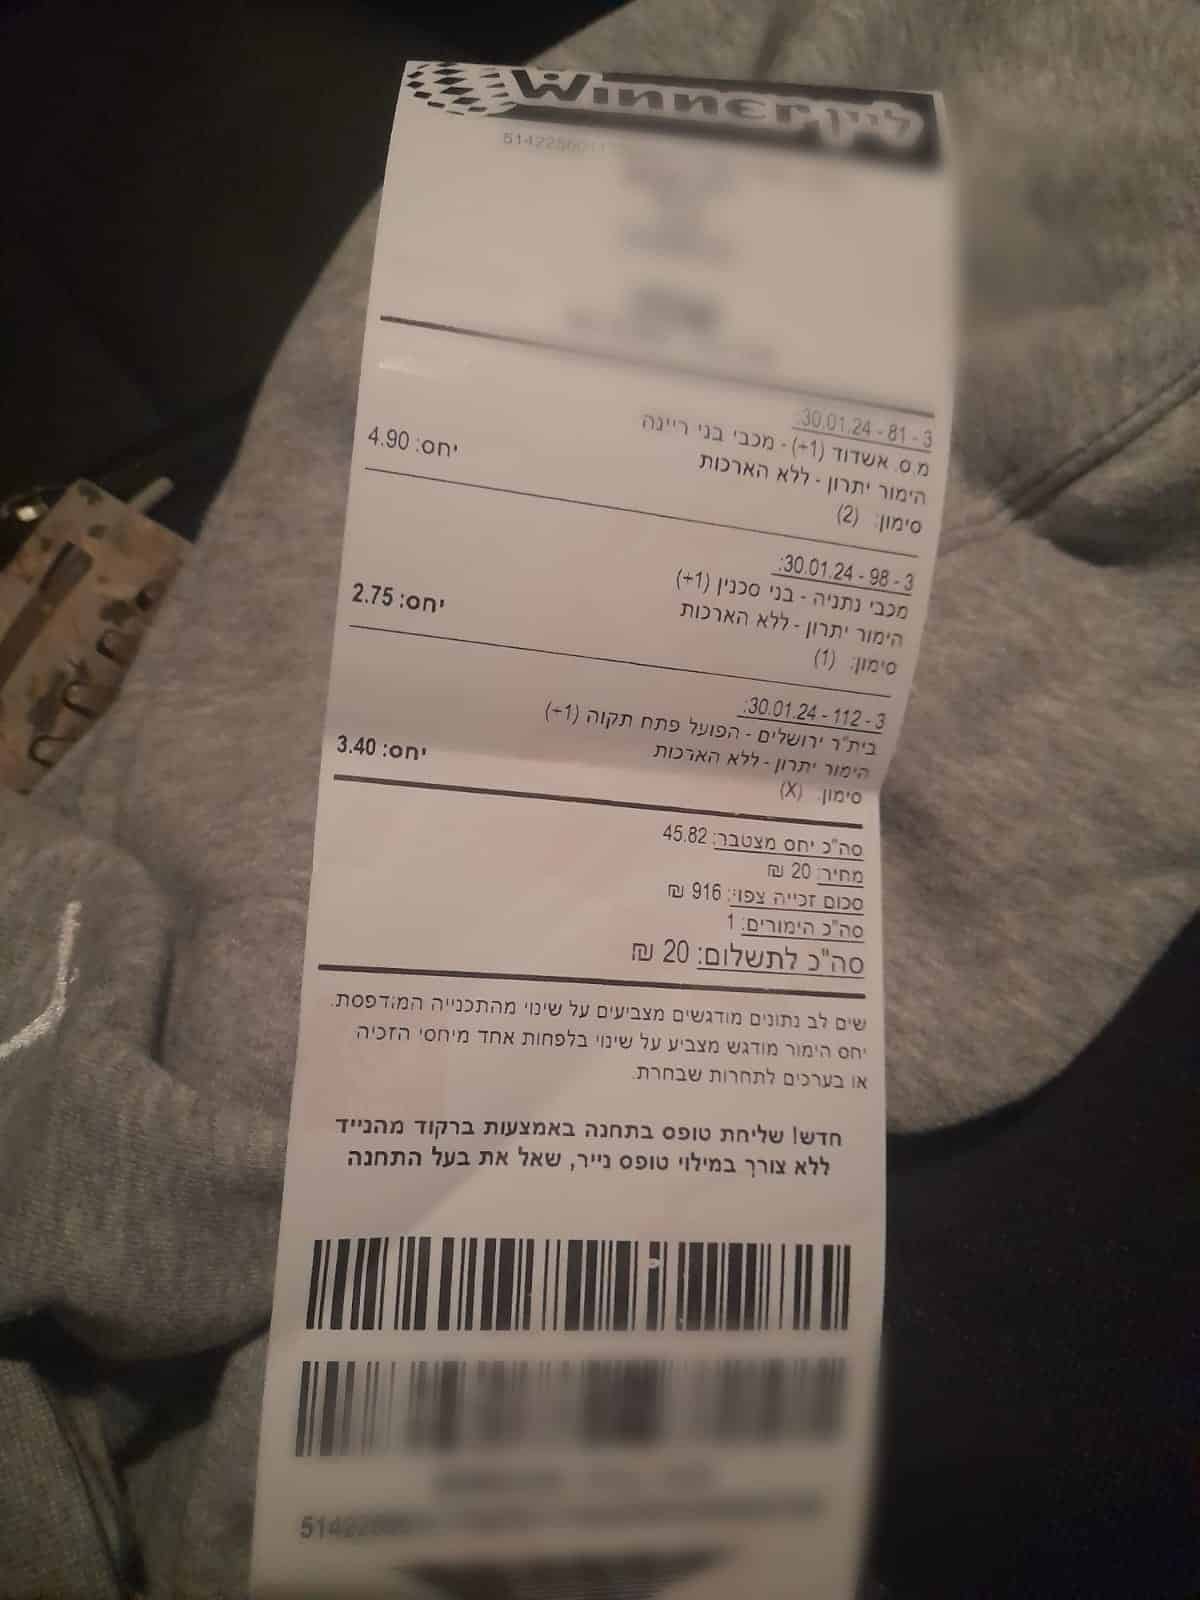 Winner ליין
3 - 81 - 30.01.24:
מ.ס. אשדוד (1+) - מכבי בני ריינה
הימור יתרון - ללא הארכות
יחס: 4.90
סימון: (2)
3 - 98 - 30.01.24:
מכבי נתניה - בני סכנין (1+)
הימור יתרון - ללא הארכות
יחס: 2.75
סימון: (1)
3 - 112 - 30.01.24:
בית"ר ירושלים - הפועל פתח תקוה (1+)
הימור יתרון - ללא הארכות
יחס: 3.40
סימון: (X)
סה"כ יחס מצטבר: 45.82
מחיר: 20 ₪
סכום זכייה צפוי: 916 ₪
סה"כ הימורים: 1
סה"כ לתשלום: 20 ₪
שים לב נתונים מודגשים מצביעים על שינוי מהתכנייה המודפסת.
יחס הימור מודגש מצביע על שינוי בלפחות אחד מיחסי הזכיה
או בערכים לתחרות שבחרת.
חדש! שליחת טופס בתחנה באמצעות ברקוד מהנייד
ללא צורך במילוי טופס נייר, שאל את בעל התחנה